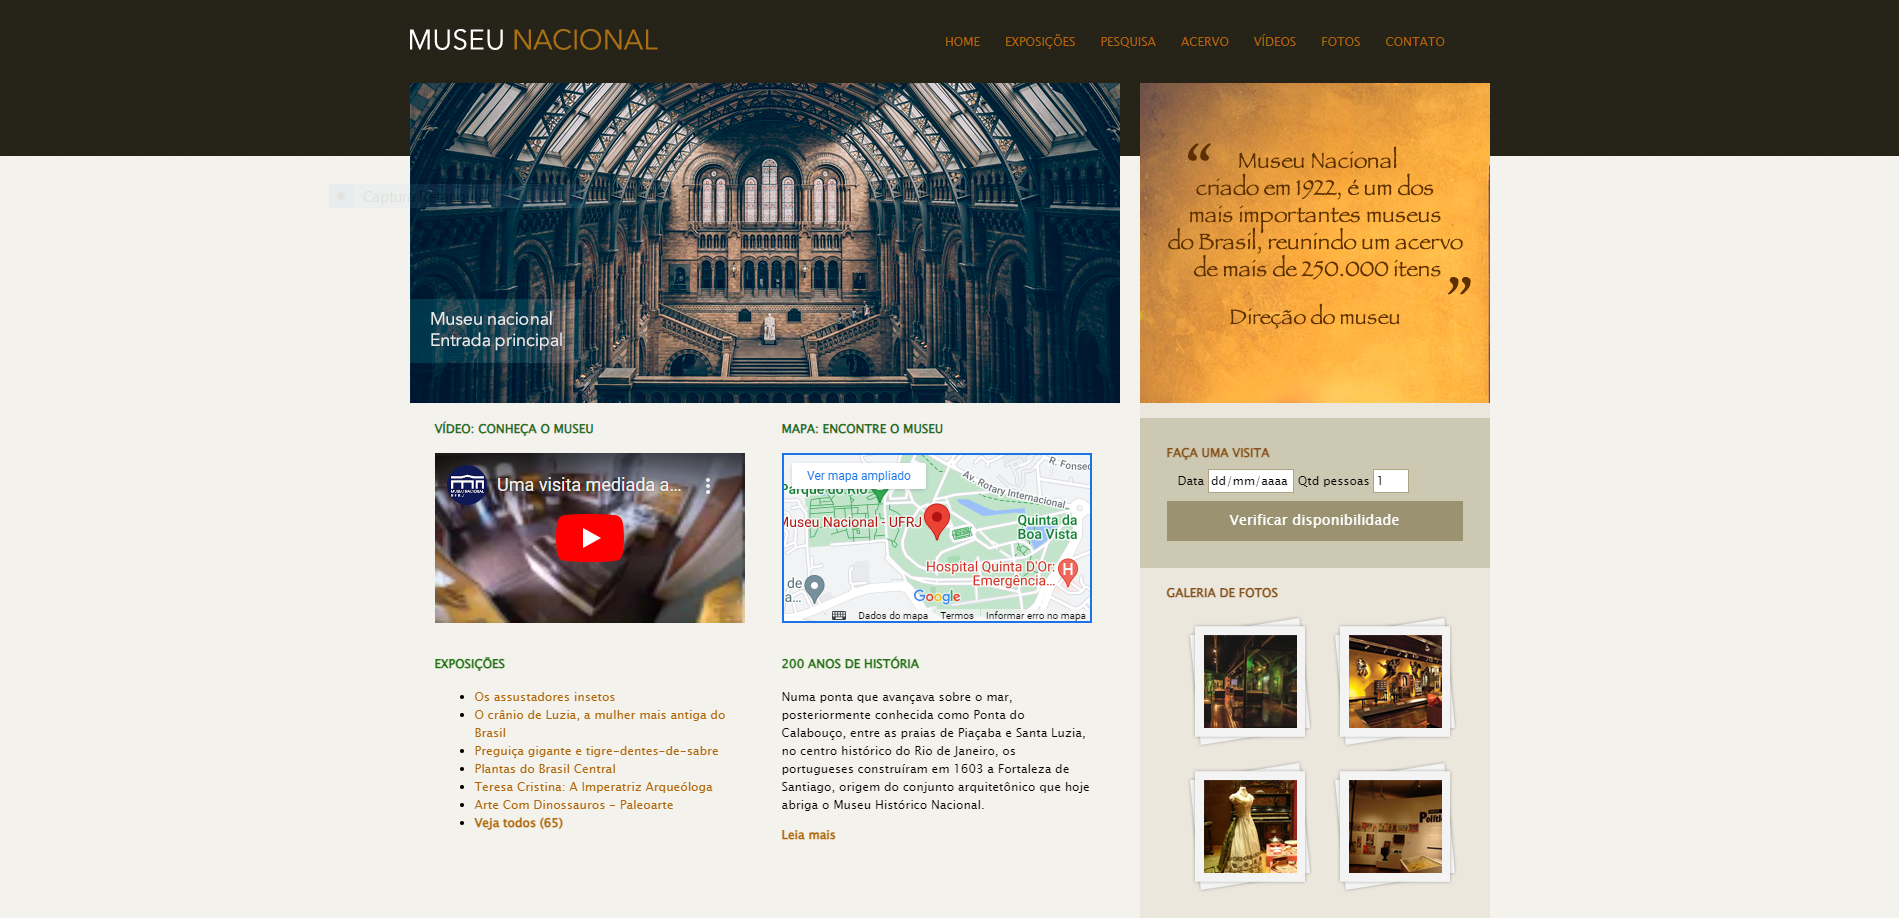 MUSEU NACIONAL
HOME EXPOSIÇÕES PESQUISA ACERVO VÍDEOS FOTOS CONTATO
Museu nacional
Entrada principal
“ Museu Nacional
criado em 1922, é um dos
mais importantes museus
do Brasil, reunindo um acervo
de mais de 250.000 itens ”
Direção do museu
VÍDEO: CONHEÇA O MUSEU
Uma visita mediada a...
MUSEU NACIONAL
UFRJ
MAPA: ENCONTRE O MUSEU
Ver mapa ampliado
R. Fonsec
Av. Rotary Internacional
Parque do Rio
Museu Nacional - UFRJ
Quinta da
Boa Vista
Hospital Quinta D'Or:
Emergência...
H
de
a...
Google
Dados do mapa Termos Informar erro no mapa
FAÇA UMA VISITA
Data dd/mm/aaaa Qtd pessoas 1
Verificar disponibilidade
EXPOSIÇÕES
Os assustadores insetos
O crânio de Luzia, a mulher mais antiga do
Brasil
Preguiça gigante e tigre-dentes-de-sabre
Plantas do Brasil Central
Teresa Cristina: A Imperatriz Arqueóloga
Arte Com Dinossauros - Paleoarte
Veja todos (65)
200 ANOS DE HISTÓRIA
Numa ponta que avançava sobre o mar,
posteriormente conhecida como Ponta do
Calabouço, entre as praias de Piaçaba e Santa Luzia,
no centro histórico do Rio de Janeiro, os
portugueses construíram em 1603 a Fortaleza de
Santiago, origem do conjunto arquitetônico que hoje
abriga o Museu Histórico Nacional.
Leia mais
GALERIA DE FOTOS
Polític